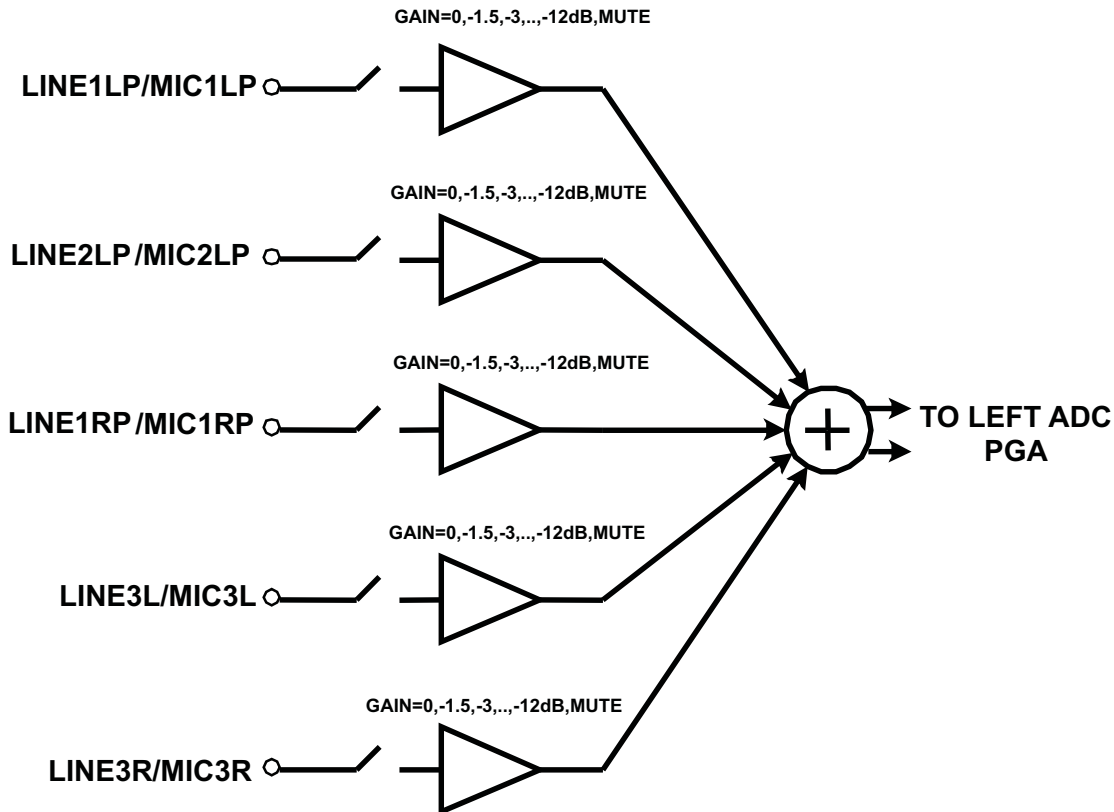 GAIN=0,-1.5,-3,..,-12dB,MUTE
LINE1LP/MIC1LP
GAIN=0,-1.5,-3,..,-12dB,MUTE
LINE2LP/MIC2LP
GAIN=0,-1.5,-3,..,-12dB,MUTE
LINE1RP/MIC1RP
TO LEFT ADC
PGA
GAIN=0,-1.5,-3,..,-12dB,MUTE
LINE3L/MIC3L
GAIN=0,-1.5,-3,..,-12dB,MUTE
LINE3R/MIC3R